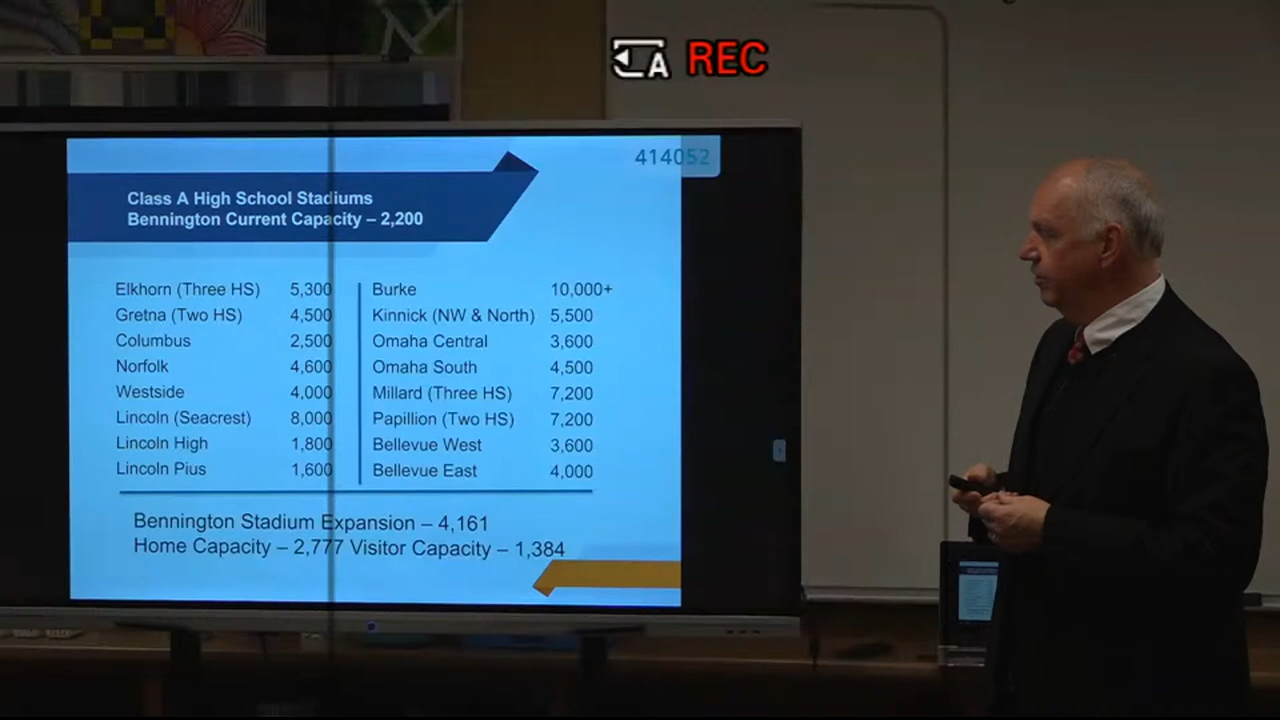 A REC
414052
Class A High School Stadiums
Bennington Current Capacity – 2,200
Elkhorn (Three HS) 5,300
Gretna (Two HS) 4,500
Columbus 2,500
Norfolk 4,600
Westside 4,000
Lincoln (Seacrest) 8,000
Lincoln High 1,800
Lincoln Pius 1,600
Burke 10,000+
Kinnick (NW & North) 5,500
Omaha Central 3,600
Omaha South 4,500
Millard (Three HS) 7,200
Papillion (Two HS) 7,200
Bellevue West 3,600
Bellevue East 4,000
Bennington Stadium Expansion – 4,161
Home Capacity – 2,777 Visitor Capacity – 1,384